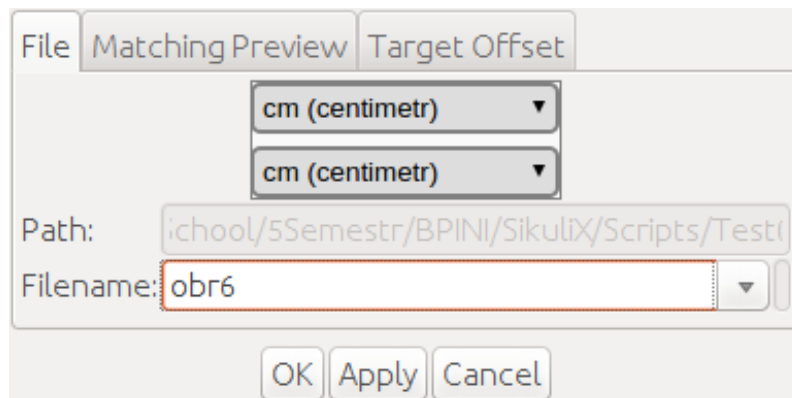 File Matching Preview Target Offset
cm (centimetr)
cm (centimetr)
Path: school/5Semestr/BPINI/SikuliX/Scripts/Test
Filename: obr6
OK Apply Cancel